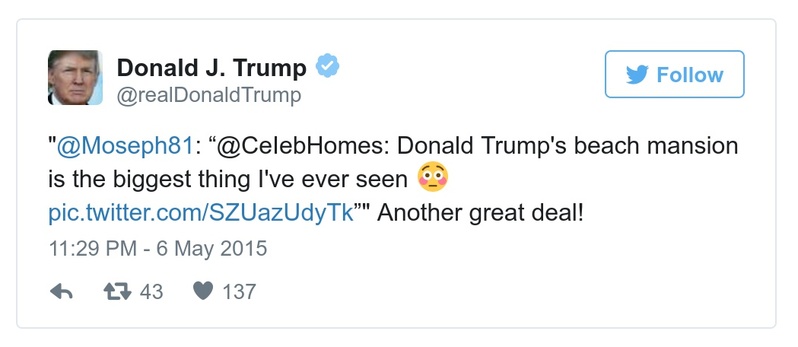 Donald J. Trump
@realDonaldTrump
Follow
"@Moseph81: “@CelebHomes: Donald Trump's beach mansion
is the biggest thing I've ever seen 😳
pic.twitter.com/SZUazUdyTk”" Another great deal!
11:29 PM - 6 May 2015
43 137